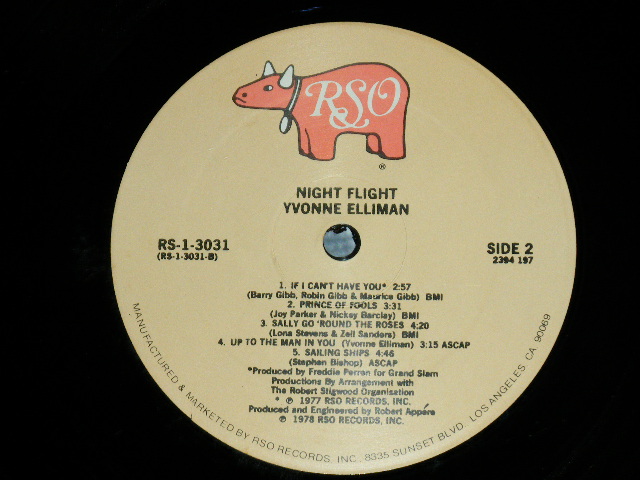 RSO
®
NIGHT FLIGHT
YVONNE ELLIMAN
RS-1-3031
(RS-1-3031-B)
SIDE 2
2394 197
1. IF I CAN'T HAVE YOU* 2:57
(Barry Gibb, Robin Gibb & Maurice Gibb) BMI
2. PRINCE OF FOOLS 3:31
(Joy Parker & Nickey Barclay) BMI
3. SALLY GO 'ROUND THE ROSES 4:20
(Lona Stevens & Zell Sanders) BMI
4. UP TO THE MAN IN YOU (Yvonne Elliman) 3:15 ASCAP
5. SAILING SHIPS 4:46
(Stephen Bishop) ASCAP
*Produced by Freddie Perren for Grand Slam
Productions By Arrangement with
The Robert Stigwood Organisation
* ℗ 1977 RSO RECORDS, INC.
Produced and Engineered by Robert Appère
℗ 1978 RSO RECORDS, INC.
MANUFACTURED & MARKETED BY RSO RECORDS, INC. 8335 SUNSET BLVD. LOS ANGELES, CA 90069